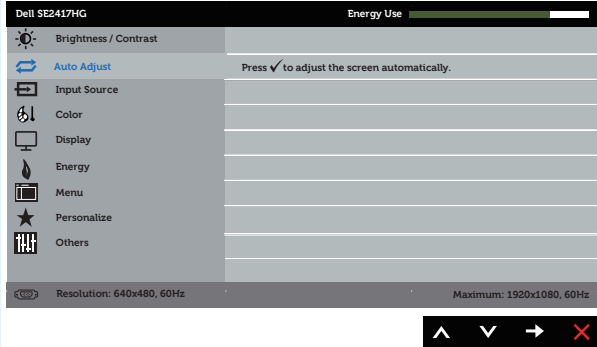 Dell SE2417HG Energy Use
Brightness / Contrast
Auto Adjust Press ✓ to adjust the screen automatically.
Input Source
Color
Display
Energy
Menu
Personalize
Others
Resolution: 640x480, 60Hz Maximum: 1920x1080, 60Hz